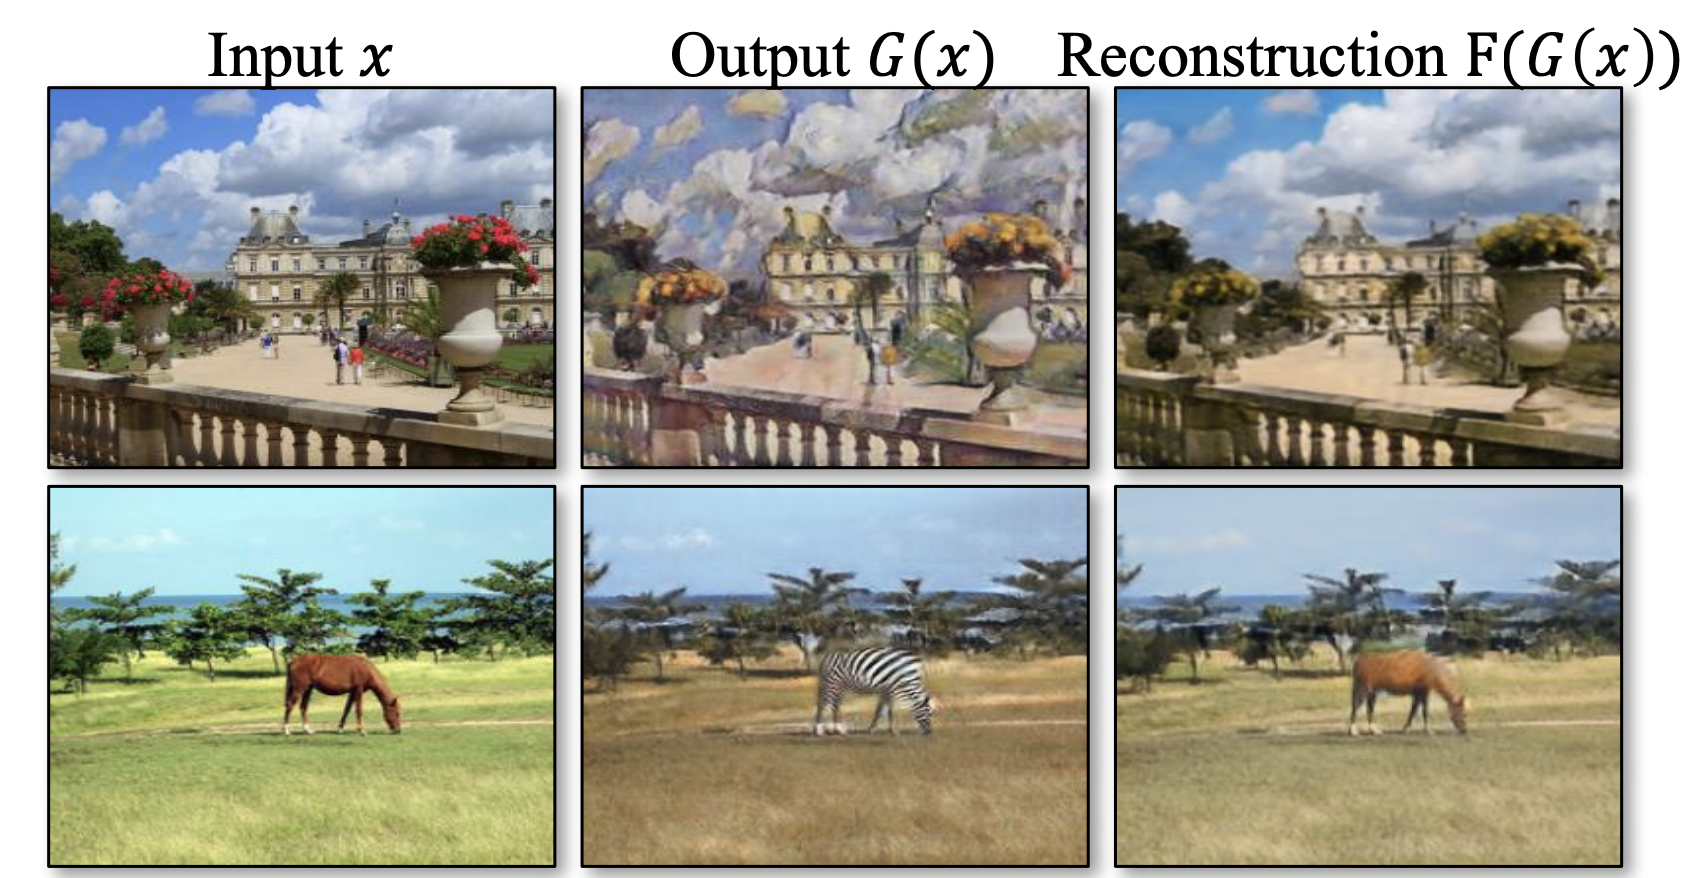 Input x
Output G(x)
Reconstruction F(G(x))